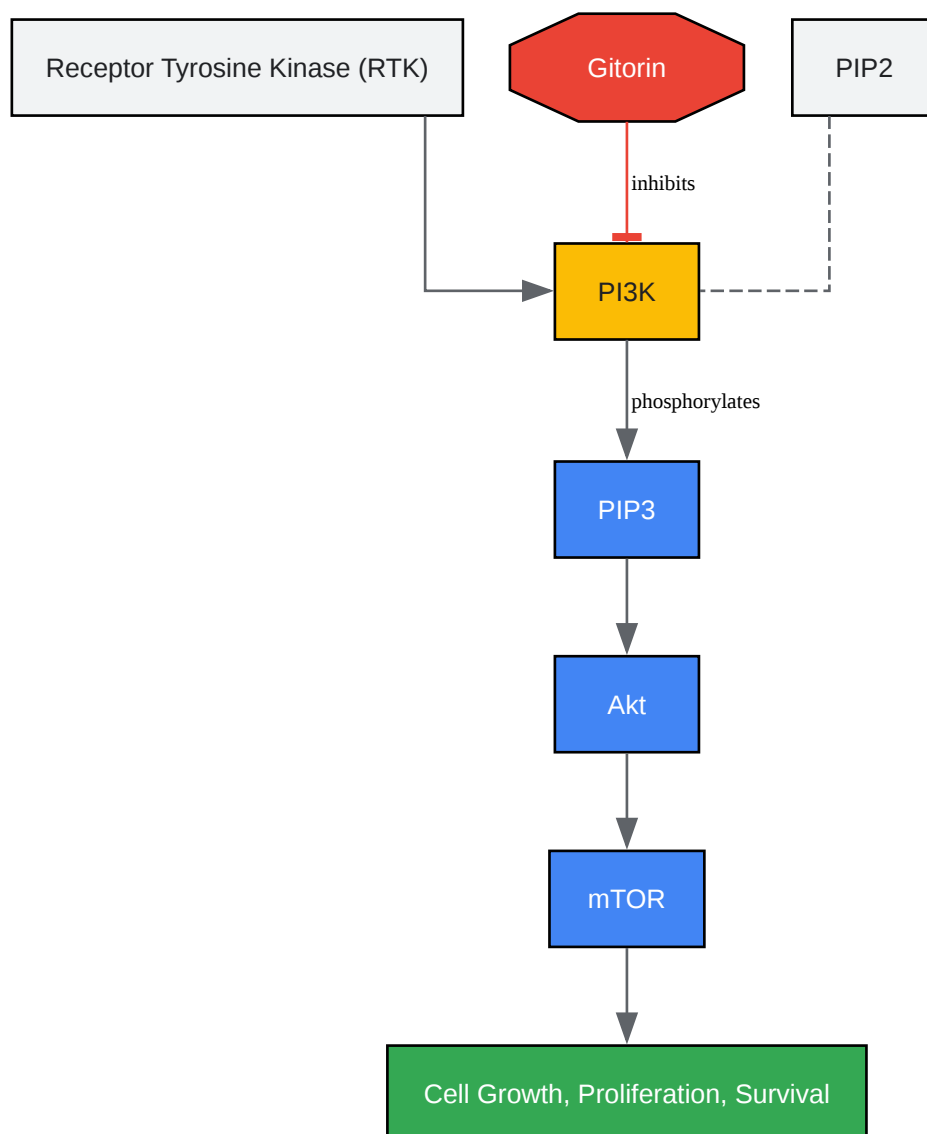 Receptor Tyrosine Kinase (RTK)
Gitorin
PIP2
inhibits
PI3K
phosphorylates
PIP3
Akt
mTOR
Cell Growth, Proliferation, Survival